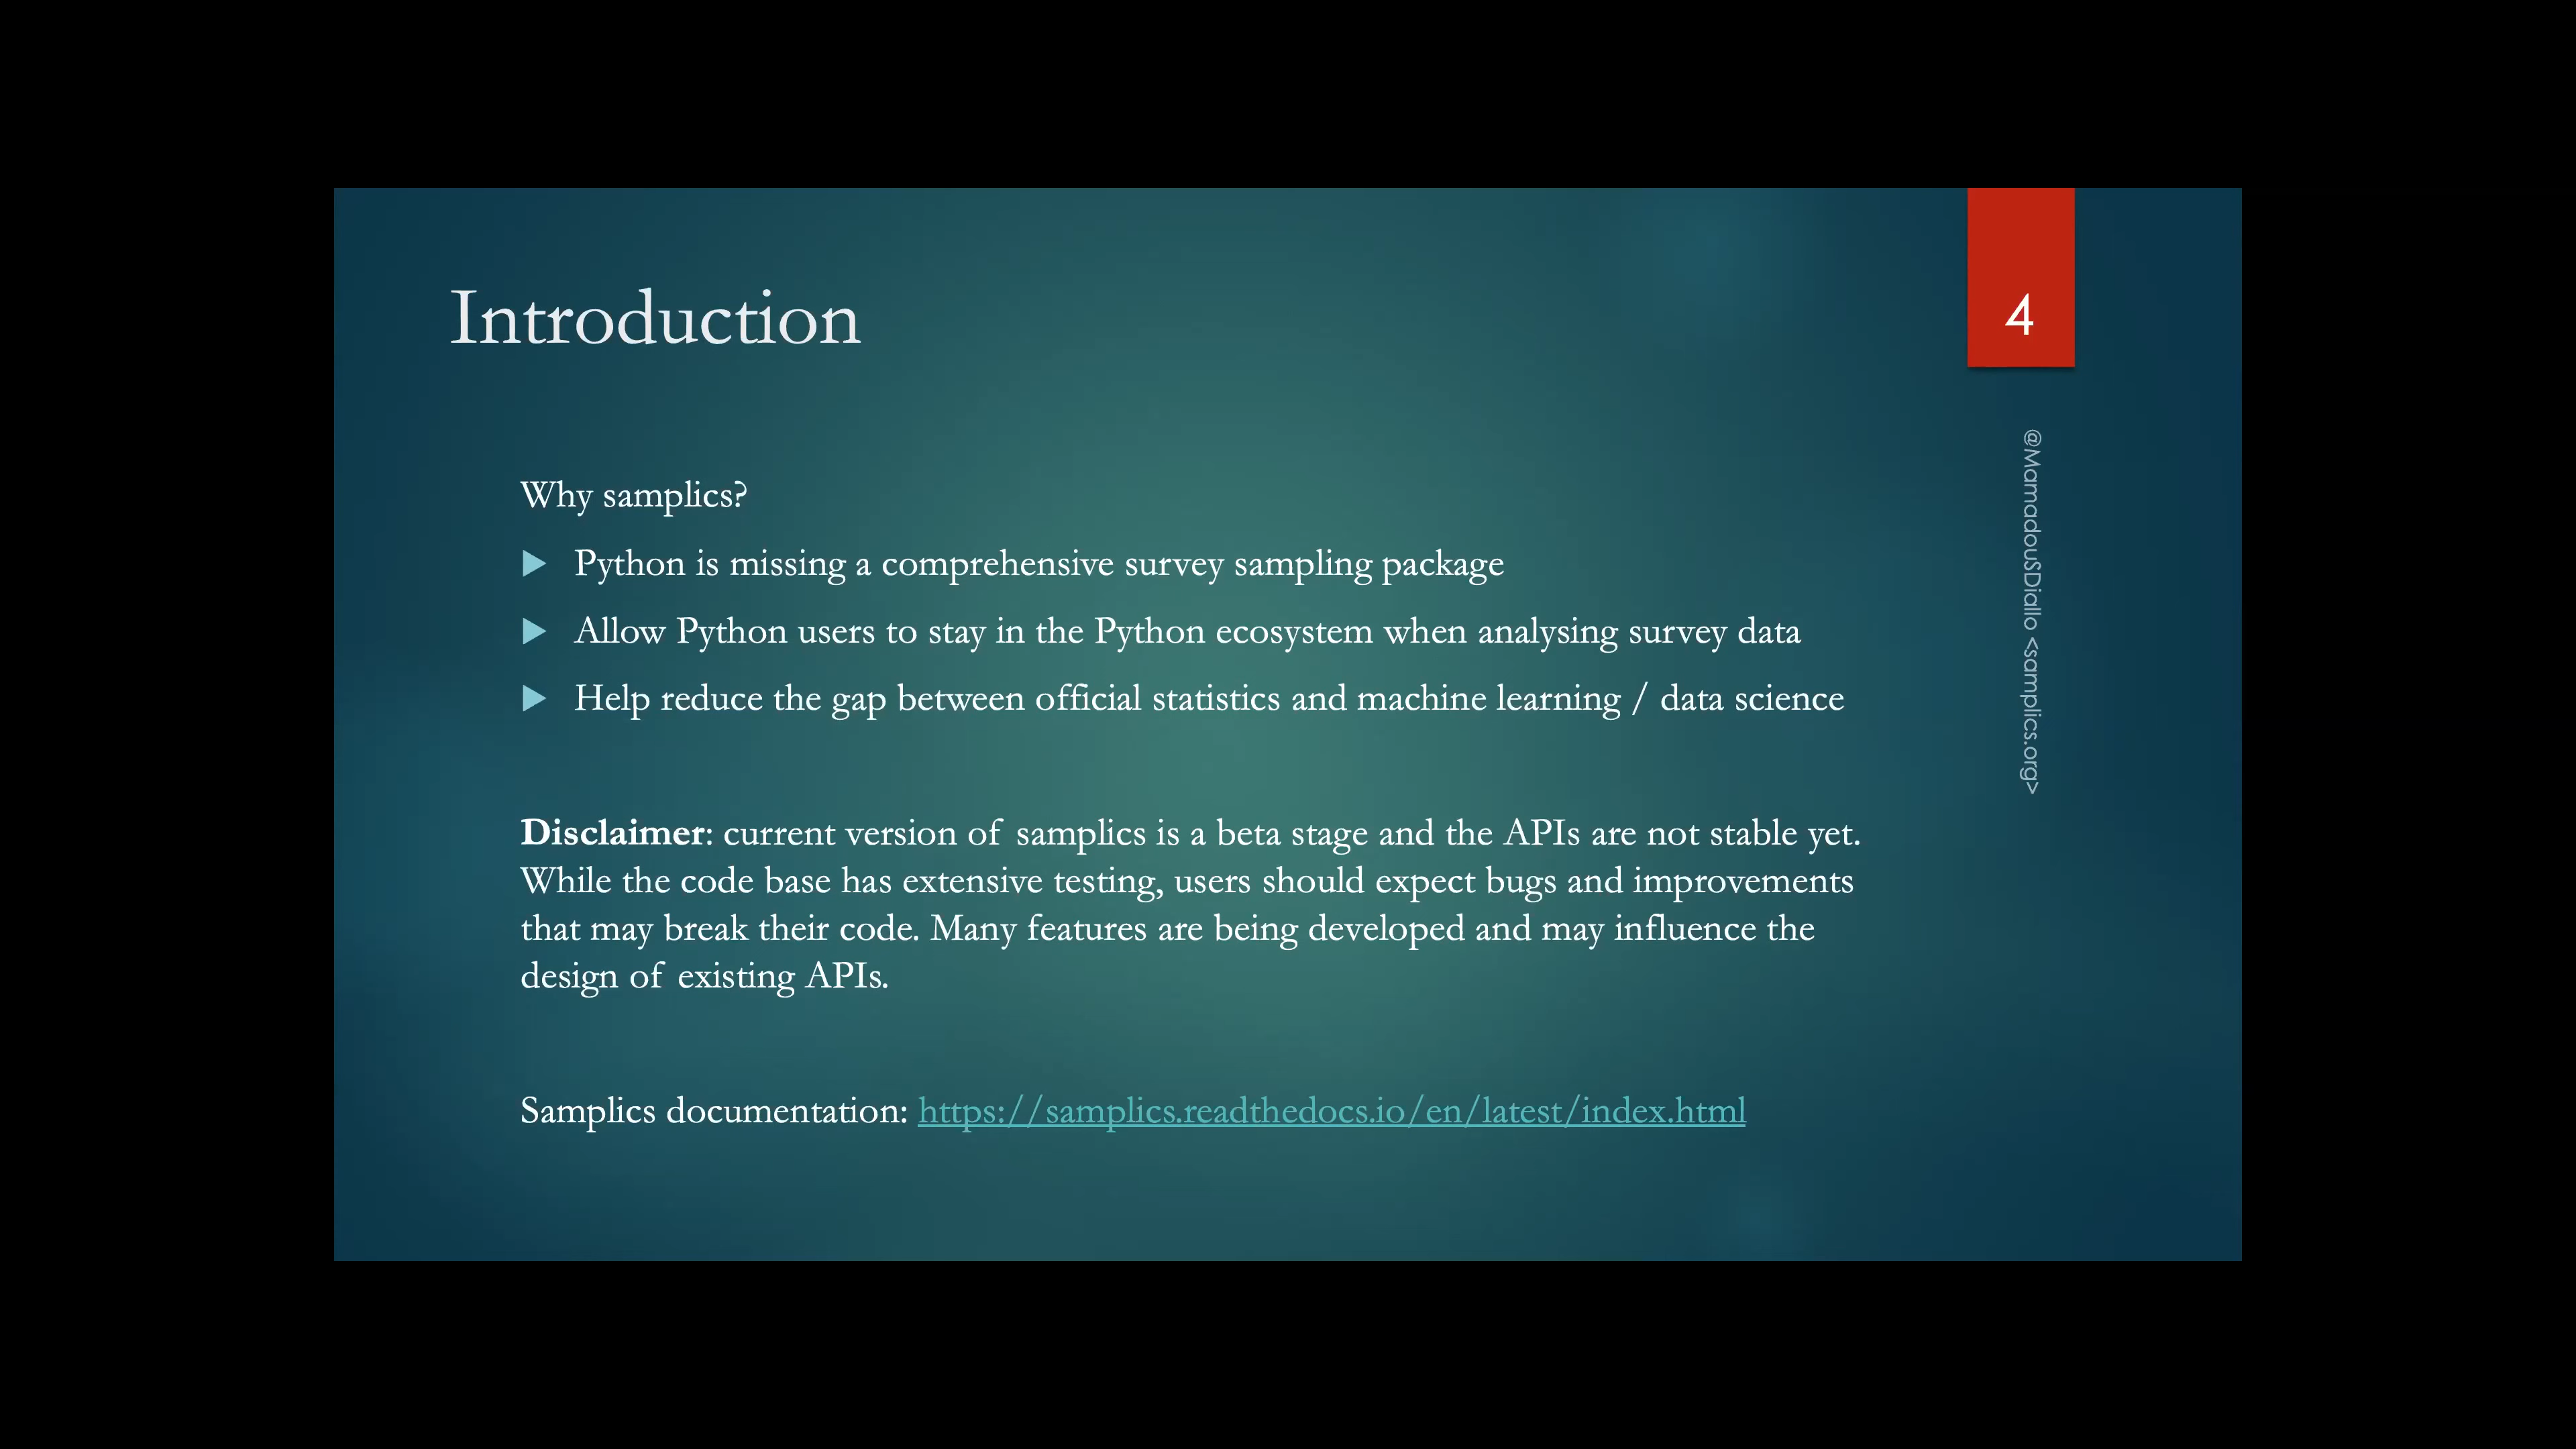 Introduction
4
Why samplics?
▶ Python is missing a comprehensive survey sampling package
▶ Allow Python users to stay in the Python ecosystem when analysing survey data
▶ Help reduce the gap between official statistics and machine learning / data science
Disclaimer: current version of samplics is a beta stage and the APIs are not stable yet.
While the code base has extensive testing, users should expect bugs and improvements
that may break their code. Many features are being developed and may influence the
design of existing APIs.
Samplics documentation: https://samplics.readthedocs.io/en/latest/index.html
@MamadouSDiallo <samplics.org>